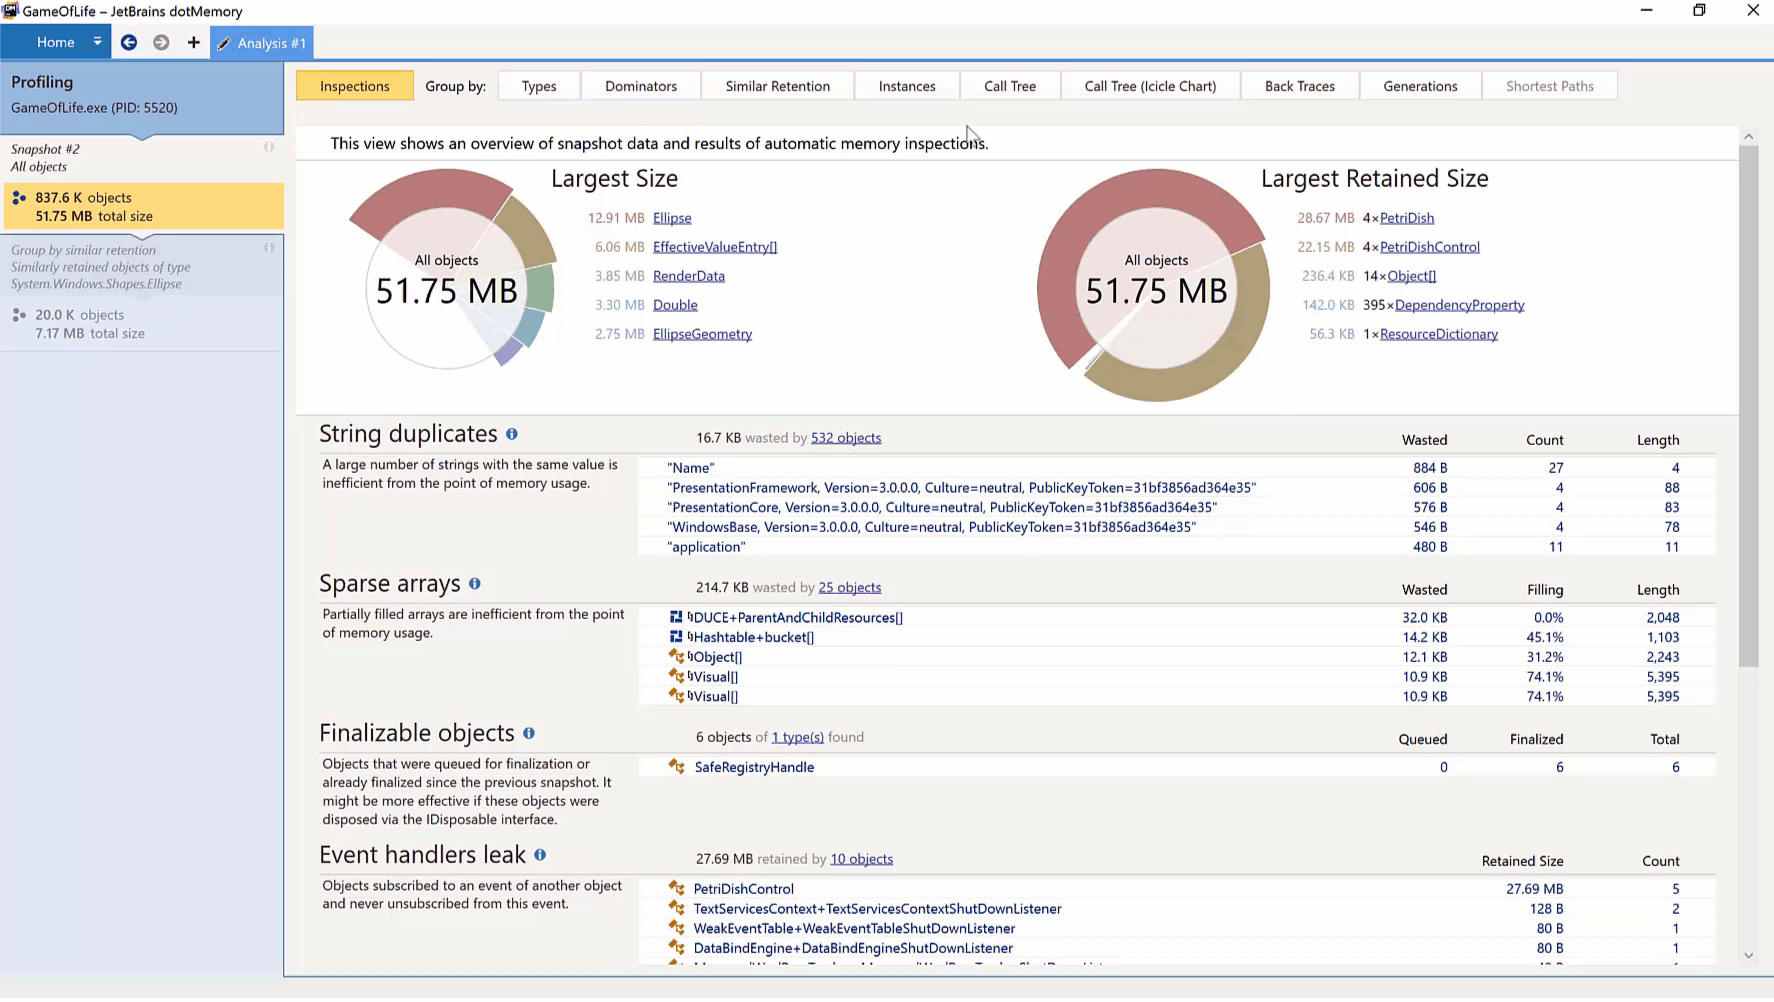 GameOfLife – JetBrains dotMemory
Home
Analysis #1
Profiling
GameOfLife.exe (PID: 5520)
Snapshot #2
All objects
837.6 K objects
51.75 MB total size
Group by similar retention
Similarly retained objects of type
System.Windows.Shapes.Ellipse
20.0 K objects
7.17 MB total size
Inspections Group by: Types Dominators Similar Retention Instances Call Tree Call Tree (Icicle Chart) Back Traces Generations Shortest Paths
This view shows an overview of snapshot data and results of automatic memory inspections.
Largest Size
All objects
51.75 MB
12.91 MB Ellipse
6.06 MB EffectiveValueEntry[]
3.85 MB RenderData
3.30 MB Double
2.75 MB EllipseGeometry
Largest Retained Size
All objects
51.75 MB
28.67 MB 4×PetriDish
22.15 MB 4×PetriDishControl
236.4 KB 14×Object[]
142.0 KB 395×DependencyProperty
56.3 KB 1×ResourceDictionary
String duplicates
16.7 KB wasted by 532 objects Wasted Count Length
A large number of strings with the same value is
inefficient from the point of memory usage.
"Name" 884 B 27 4
"PresentationFramework, Version=3.0.0.0, Culture=neutral, PublicKeyToken=31bf3856ad364e35" 606 B 4 88
"PresentationCore, Version=3.0.0.0, Culture=neutral, PublicKeyToken=31bf3856ad364e35" 576 B 4 83
"WindowsBase, Version=3.0.0.0, Culture=neutral, PublicKeyToken=31bf3856ad364e35" 546 B 4 78
"application" 480 B 11 11
Sparse arrays
214.7 KB wasted by 25 objects Wasted Filling Length
Partially filled arrays are inefficient from the point
of memory usage.
DUCE+ParentAndChildResources[] 32.0 KB 0.0% 2,048
Hashtable+bucket[] 14.2 KB 45.1% 1,103
Object[] 12.1 KB 31.2% 2,243
Visual[] 10.9 KB 74.1% 5,395
Visual[] 10.9 KB 74.1% 5,395
Finalizable objects
6 objects of 1 type(s) found Queued Finalized Total
Objects that were queued for finalization or
already finalized since the previous snapshot. It
might be more effective if these objects were
disposed via the IDisposable interface.
SafeRegistryHandle 0 6 6
Event handlers leak
27.69 MB retained by 10 objects Retained Size Count
Objects subscribed to an event of another object
and never unsubscribed from this event.
PetriDishControl 27.69 MB 5
TextServicesContext+TextServicesContextShutDownListener 128 B 2
WeakEventTable+WeakEventTableShutDownListener 80 B 1
DataBindEngine+DataBindEngineShutDownListener 80 B 1